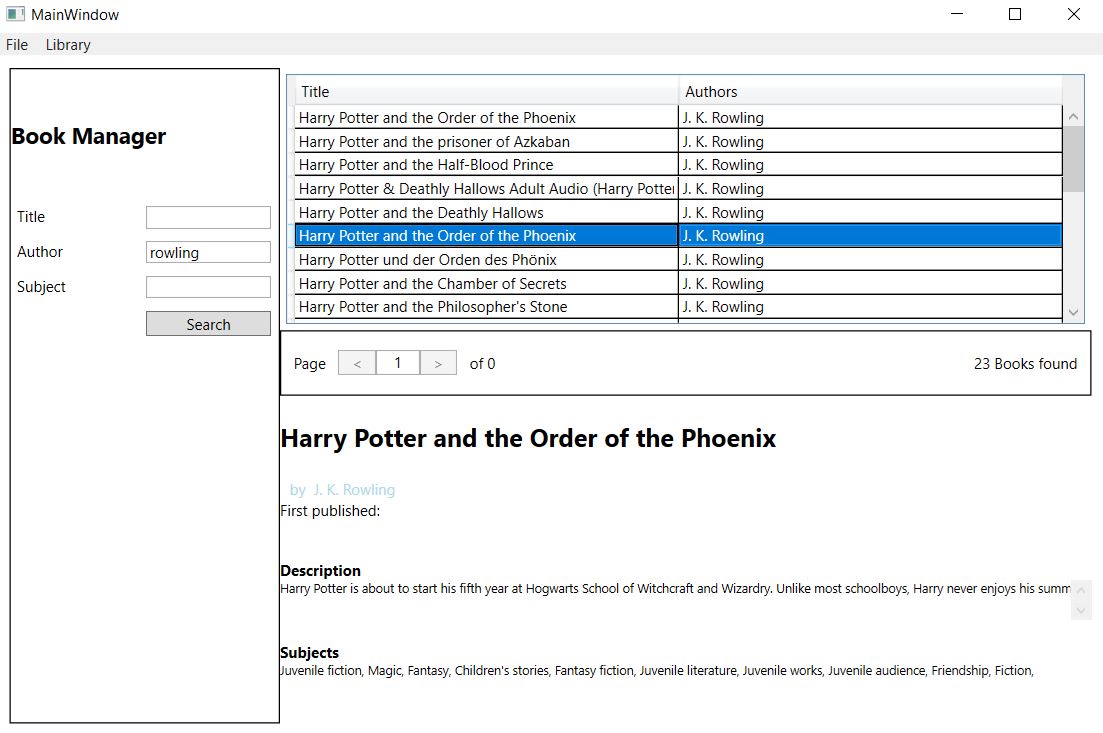 MainWindow
File Library
Book Manager
Title
Author rowling
Subject
Search
Title Authors
Harry Potter and the Order of the Phoenix J. K. Rowling
Harry Potter and the prisoner of Azkaban J. K. Rowling
Harry Potter and the Half-Blood Prince J. K. Rowling
Harry Potter & Deathly Hallows Adult Audio (Harry Potter J. K. Rowling
Harry Potter and the Deathly Hallows J. K. Rowling
Harry Potter and the Order of the Phoenix J. K. Rowling
Harry Potter und der Orden des Phönix J. K. Rowling
Harry Potter and the Chamber of Secrets J. K. Rowling
Harry Potter and the Philosopher's Stone J. K. Rowling
Page < 1 > of 0 23 Books found
Harry Potter and the Order of the Phoenix
by J. K. Rowling
First published:
Description
Harry Potter is about to start his fifth year at Hogwarts School of Witchcraft and Wizardry. Unlike most schoolboys, Harry never enjoys his summ
Subjects
Juvenile fiction, Magic, Fantasy, Children's stories, Fantasy fiction, Juvenile literature, Juvenile works, Juvenile audience, Friendship, Fiction,